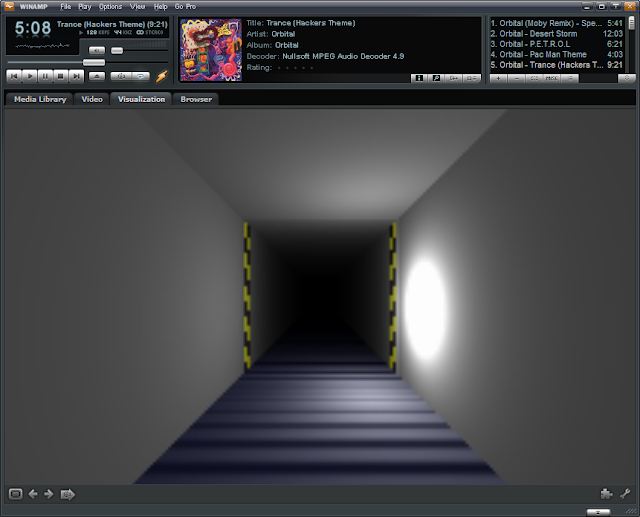 WINAMP File Play Options View Help Go Pro
5:08 Trance (Hackers Theme) (9:21)
128 KBPS 44 KHZ STEREO
Title: Trance (Hackers Theme)
Artist: Orbital
Album: Orbital
Decoder: Nullsoft MPEG Audio Decoder 4.9
Rating:
1. Orbital (Moby Remix) - Spe... 5:41
2. Orbital - Desert Storm 12:03
3. Orbital - P.E.T.R.O.L 6:21
4. Orbital - Pac Man Theme 4:03
5. Orbital - Trance (Hackers T... 9:21
MISC
Media Library Video Visualization Browser